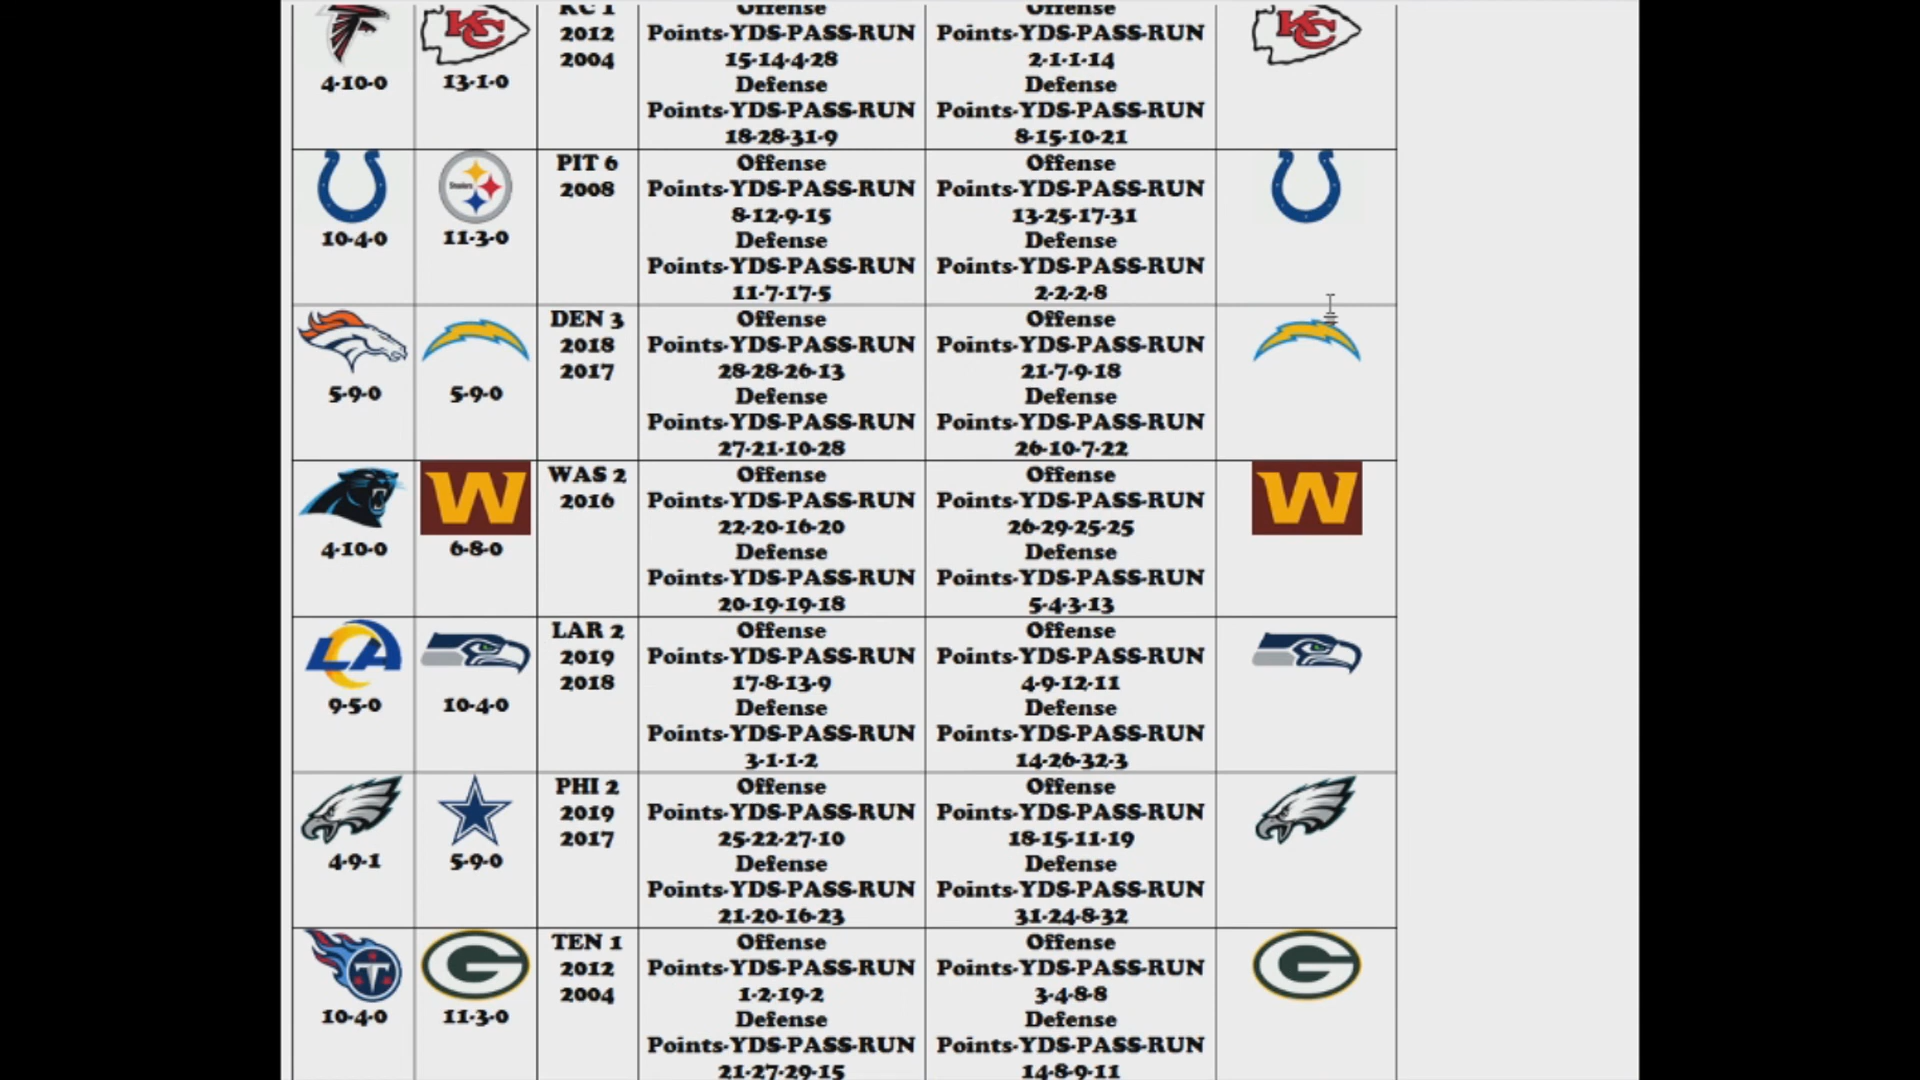 KC 1
Offense
Offense
2012
Points-YDS-PASS-RUN
Points-YDS-PASS-RUN
2004
15-14-4-28
2-1-1-14
4-10-0
13-1-0
Defense
Defense
Points-YDS-PASS-RUN
Points-YDS-PASS-RUN
18-28-31-9
8-15-10-21
Steelers
PIT 6
Offense
Offense
2008
Points-YDS-PASS-RUN
Points-YDS-PASS-RUN
8-12-9-15
13-25-17-31
10-4-0
11-3-0
Defense
Defense
Points-YDS-PASS-RUN
Points-YDS-PASS-RUN
11-7-17-5
2-2-2-8
DEN 3
Offense
Offense
2018
Points-YDS-PASS-RUN
Points-YDS-PASS-RUN
2017
28-28-26-13
21-7-9-18
5-9-0
5-9-0
Defense
Defense
Points-YDS-PASS-RUN
Points-YDS-PASS-RUN
27-21-10-28
26-10-7-22
W
WAS 2
Offense
Offense
W
2016
Points-YDS-PASS-RUN
Points-YDS-PASS-RUN
22-20-16-20
26-29-25-25
4-10-0
6-8-0
Defense
Defense
Points-YDS-PASS-RUN
Points-YDS-PASS-RUN
20-19-19-18
5-4-3-13
LA
LAR 2
Offense
Offense
2019
Points-YDS-PASS-RUN
Points-YDS-PASS-RUN
2018
17-8-13-9
4-9-12-11
9-5-0
10-4-0
Defense
Defense
Points-YDS-PASS-RUN
Points-YDS-PASS-RUN
3-1-1-2
14-26-32-3
PHI 2
Offense
Offense
2019
Points-YDS-PASS-RUN
Points-YDS-PASS-RUN
2017
25-22-27-10
18-15-11-19
4-9-1
5-9-0
Defense
Defense
Points-YDS-PASS-RUN
Points-YDS-PASS-RUN
21-20-16-23
31-24-8-32
T
G
TEN 1
Offense
Offense
G
2012
Points-YDS-PASS-RUN
Points-YDS-PASS-RUN
2004
1-2-19-2
3-4-8-8
10-4-0
11-3-0
Defense
Defense
Points-YDS-PASS-RUN
Points-YDS-PASS-RUN
21-27-29-15
14-8-9-11
KC
KC